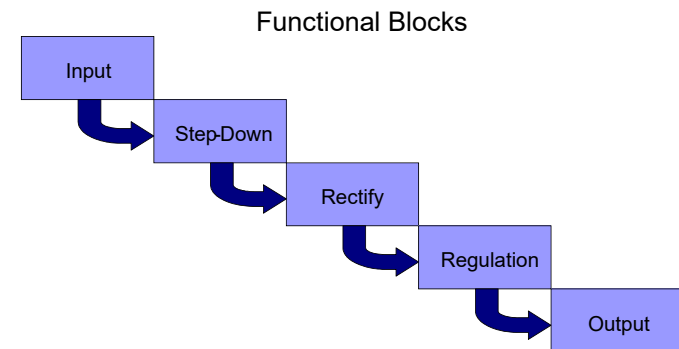 Functional Blocks
Input
Step-Down
Rectify
Regulation
Output